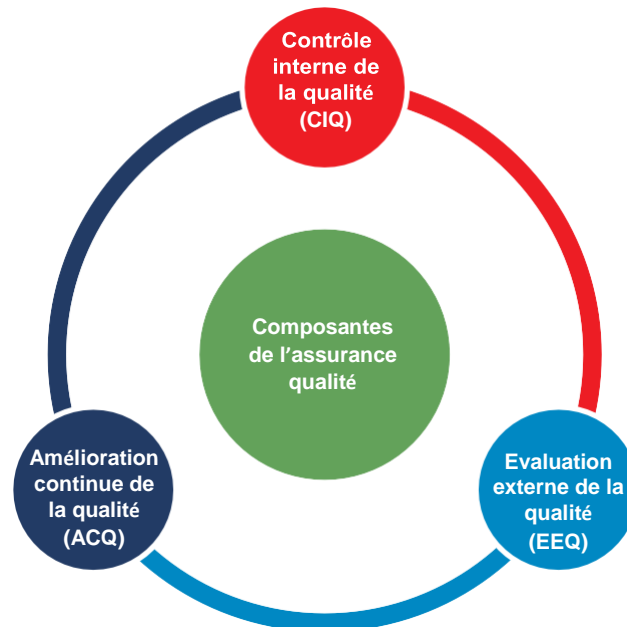 Contrôle
interne de
la qualité
(CIQ)
Composantes
de l'assurance
qualité
Amélioration
continue de
la qualité
(ACQ)
Evaluation
externe de la
qualité
(EEQ)